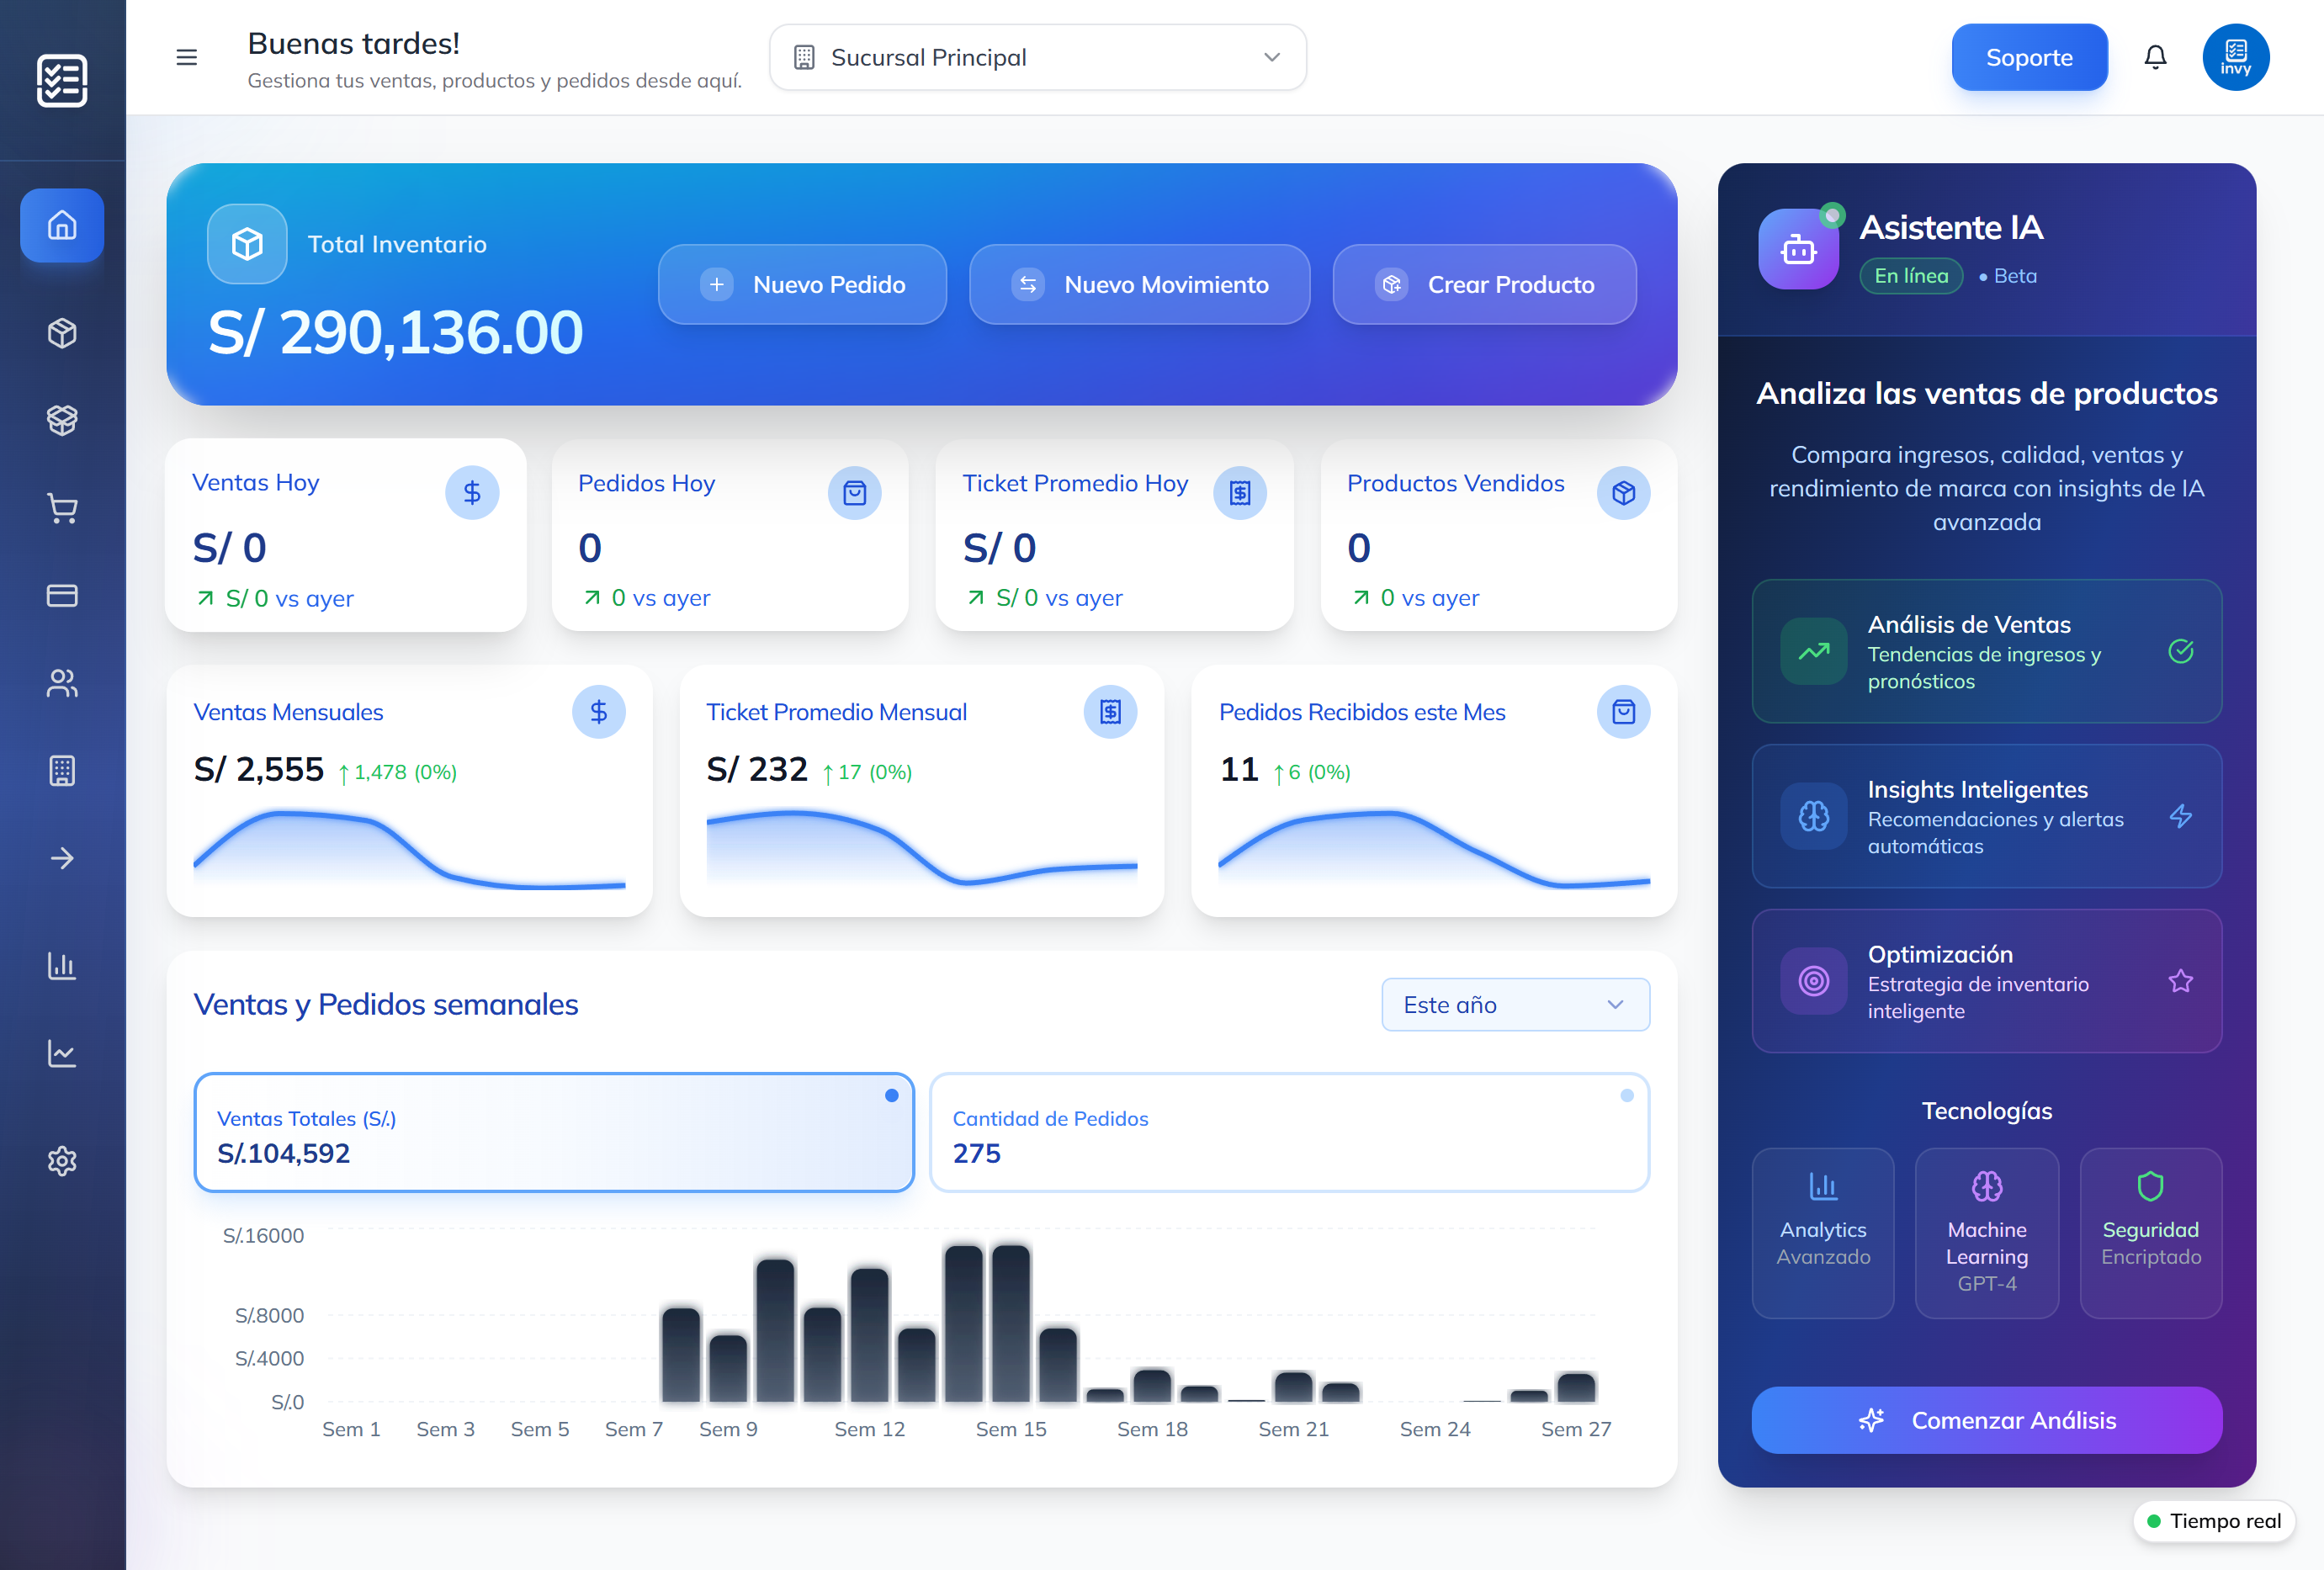 Buenas tardes!
Gestiona tus ventas, productos y pedidos desde aquí.
Sucursal Principal
Soporte
invy
Total Inventario
S/ 290,136.00
Nuevo Pedido
Nuevo Movimiento
Crear Producto
Ventas Hoy
S/ 0
S/ 0 vs ayer
Pedidos Hoy
0
0 vs ayer
Ticket Promedio Hoy
S/ 0
S/ 0 vs ayer
Productos Vendidos
0
0 vs ayer
Ventas Mensuales
S/ 2,555 ↑1,478 (0%)
Ticket Promedio Mensual
S/ 232 ↑17 (0%)
Pedidos Recibidos este Mes
11 ↑6 (0%)
Ventas y Pedidos semanales
Este año
Ventas Totales (S/.)
S/.104,592
Cantidad de Pedidos
275
S/.16000
S/.8000
S/.4000
S/.0
Sem 1 Sem 3 Sem 5 Sem 7 Sem 9 Sem 12 Sem 15 Sem 18 Sem 21 Sem 24 Sem 27
Asistente IA
En línea • Beta
Analiza las ventas de productos
Compara ingresos, calidad, ventas y
rendimiento de marca con insights de IA
avanzada
Análisis de Ventas
Tendencias de ingresos y
pronósticos
Insights Inteligentes
Recomendaciones y alertas
automáticas
Optimización
Estrategia de inventario
inteligente
Tecnologías
Analytics
Avanzado
Machine
Learning
GPT-4
Seguridad
Encriptado
Comenzar Análisis
Tiempo real